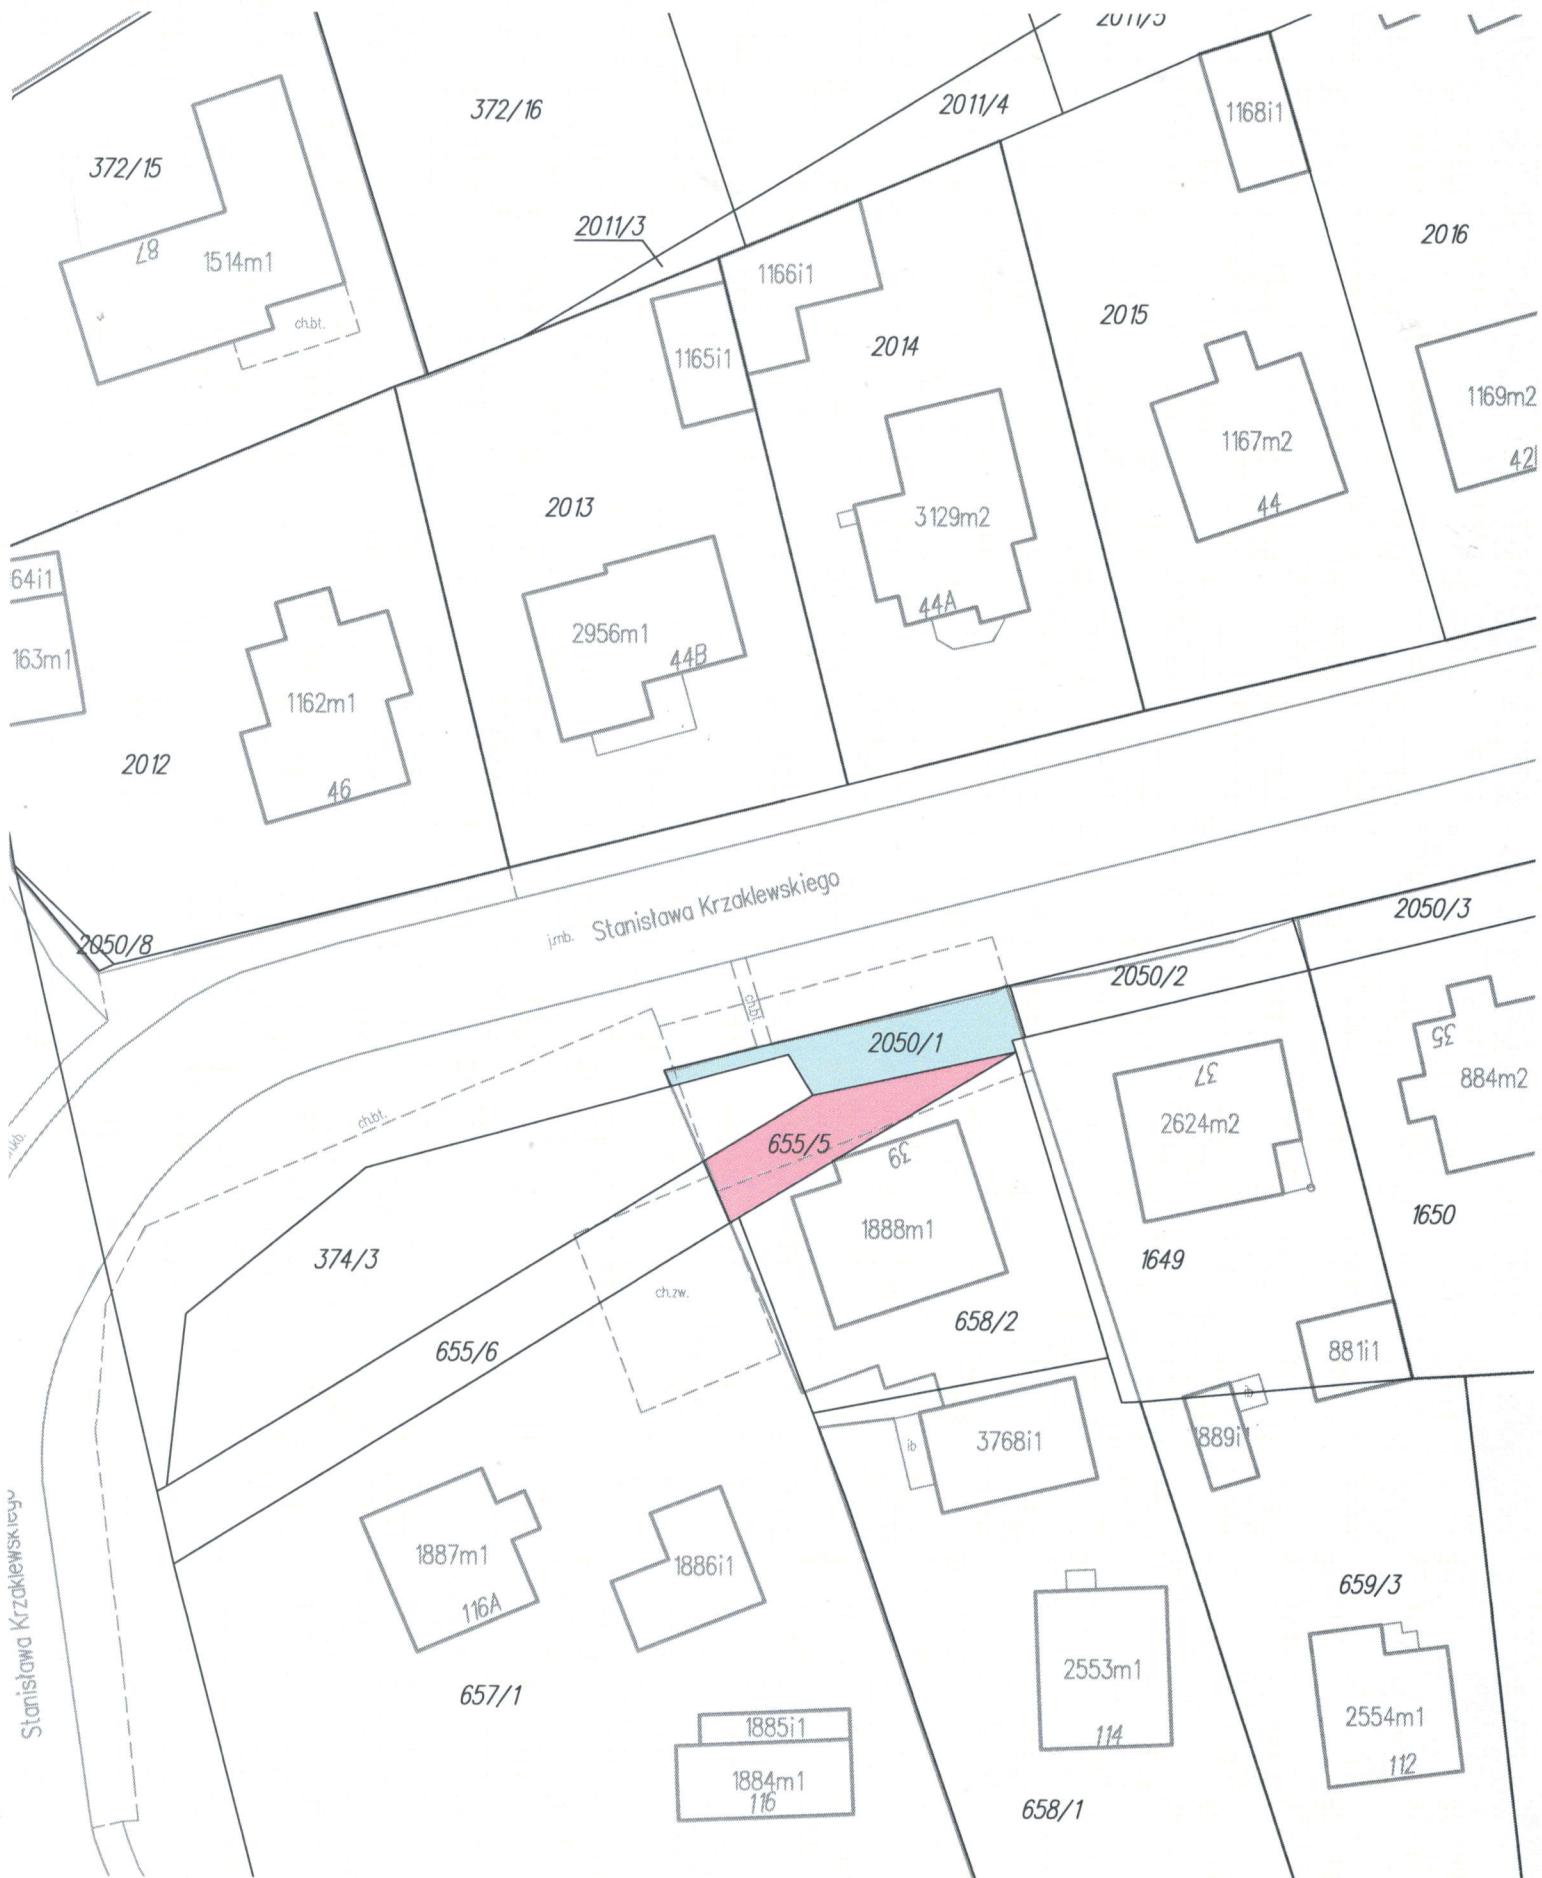 2011/5
372/16
2011/4
1168i1
372/15
2011/3
2016
87
1514m1
1166i1
ch.bt.
2015
2014
1165i1
1169m2
1167m2
42
44
2013
3129m2
64i1
44A
2956m1
163m1
44B
1162m1
2012
46
j.mb. Stanisława Krzaklewskiego
2050/3
2050/8
2050/2
ch.bt.
2050/1
35
37
884m2
ch.bt.
2624m2
655/5
39
1650
1888m1
374/3
1649
ch.zw.
658/2
655/6
881i1
ib
3768i1
ib
889i1
1887m1
1886i1
116A
659/3
Stanisława Krzaklewskiego
2553m1
657/1
1885i1
2554m1
114
112
1884m1
116
658/1